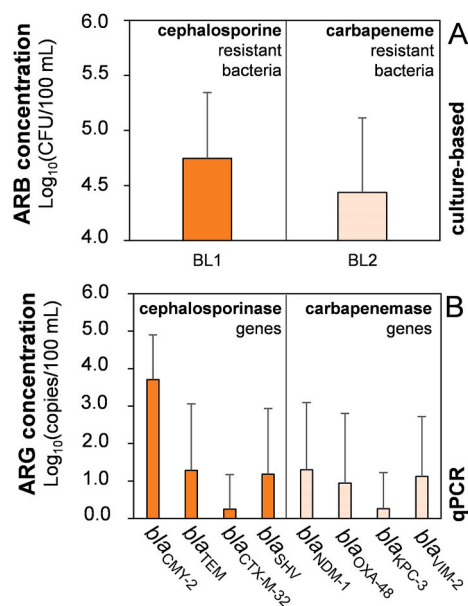 A
cephalosporine
resistant
bacteria
carbapeneme
resistant
bacteria
ARB concentration
Log10(CFU/100 mL)
6.0
5.5
5.0
4.5
4.0
BL1
BL2
culture-based
B
cephalosporinase
genes
carbapenemase
genes
ARG concentration
Log10(copies/100 mL)
6.0
5.0
4.0
3.0
2.0
1.0
0.0
blaCMY-2
blaTEM
blaCTX-M-32
blaSHV
blaNDM-1
blaOXA-48
blaKPC-3
blaVIM-2
qPCR